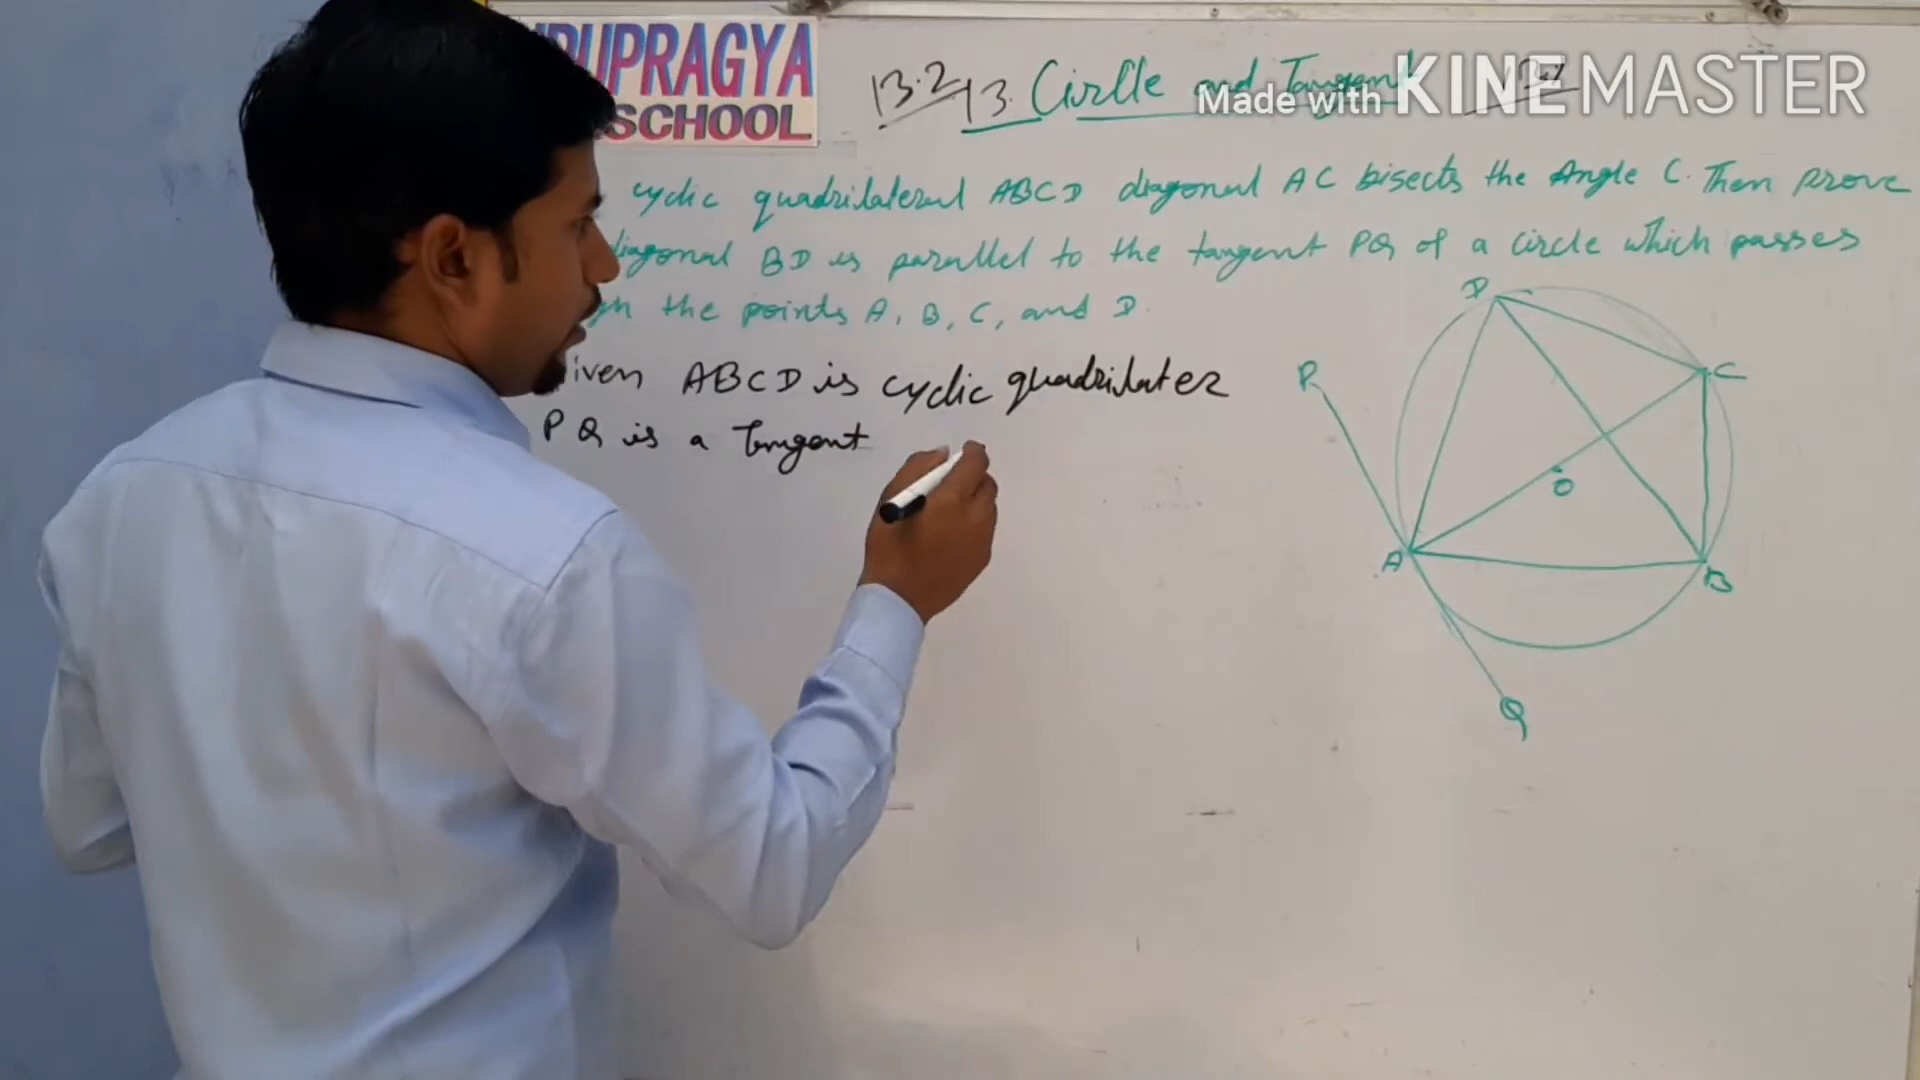 UPRAGYA
SCHOOL
13.2 13. Circlle and Tangent
Made with KINEMASTER
cyclic quadrilateral ABCD diagonal AC bisects the Angle C. Then prove
diagonal BD is parallel to the tangent PQ of a circle which passes
the points A, B, C, and D.
iven ABCD is cyclic quadrilater
PQ is a Tangent
D
C
P
O
A
B
Q